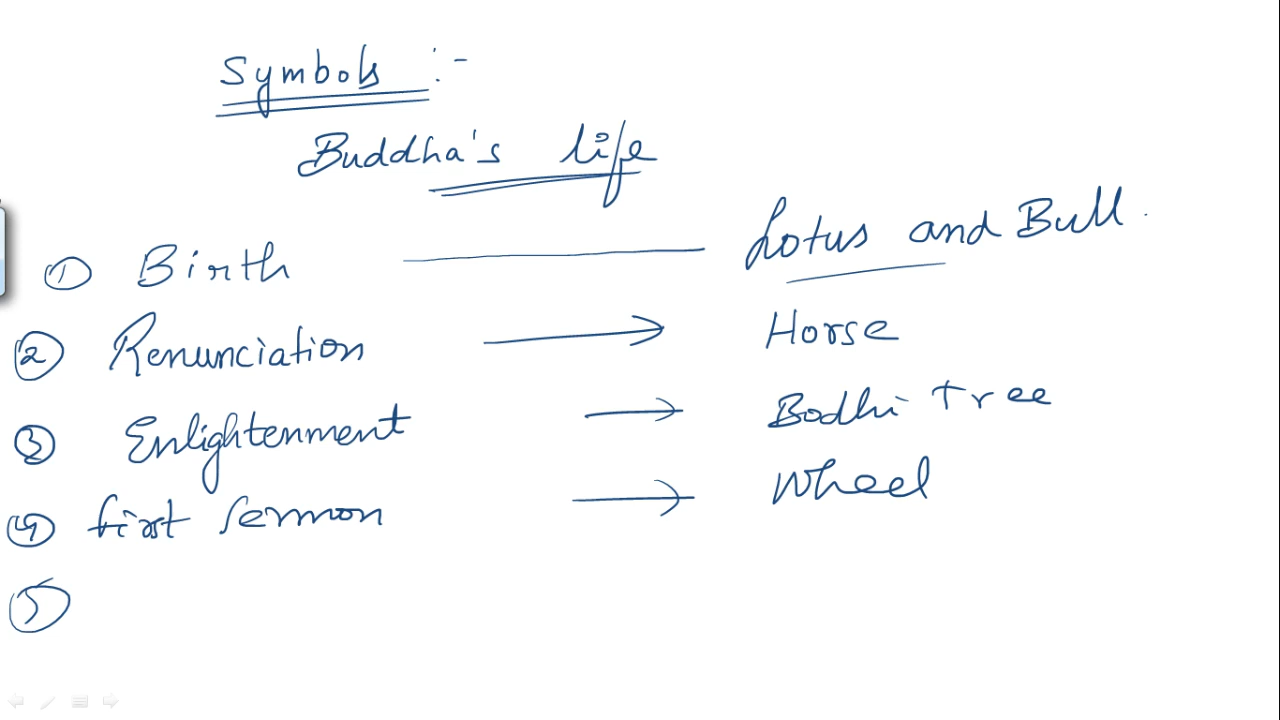 Symbols :-
Buddha's life
① Birth — Lotus and Bull.
② Renunciation → Horse
③ Enlightenment → Bodhi Tree
④ first Sermon → Wheel
⑤